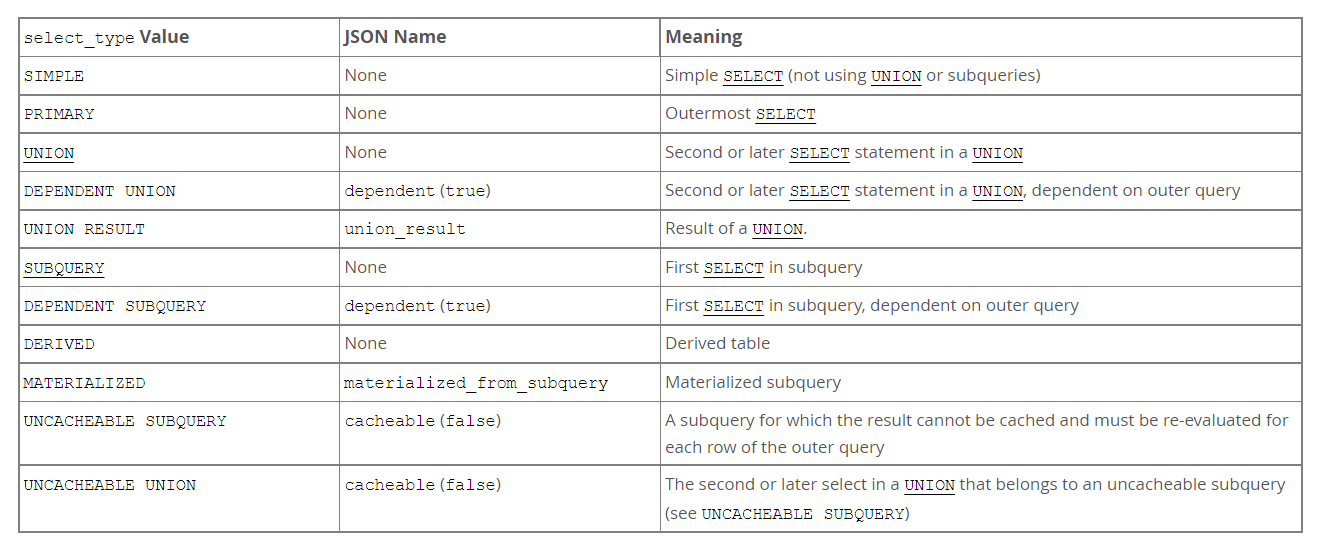 select_type Value JSON Name Meaning
SIMPLE None Simple SELECT (not using UNION or subqueries)
PRIMARY None Outermost SELECT
UNION None Second or later SELECT statement in a UNION
DEPENDENT UNION dependent (true) Second or later SELECT statement in a UNION, dependent on outer query
UNION RESULT union_result Result of a UNION.
SUBQUERY None First SELECT in subquery
DEPENDENT SUBQUERY dependent (true) First SELECT in subquery, dependent on outer query
DERIVED None Derived table
MATERIALIZED materialized_from_subquery Materialized subquery
UNCACHEABLE SUBQUERY cacheable (false) A subquery for which the result cannot be cached and must be re-evaluated for
each row of the outer query
UNCACHEABLE UNION cacheable (false) The second or later select in a UNION that belongs to an uncacheable subquery
(see UNCACHEABLE SUBQUERY)